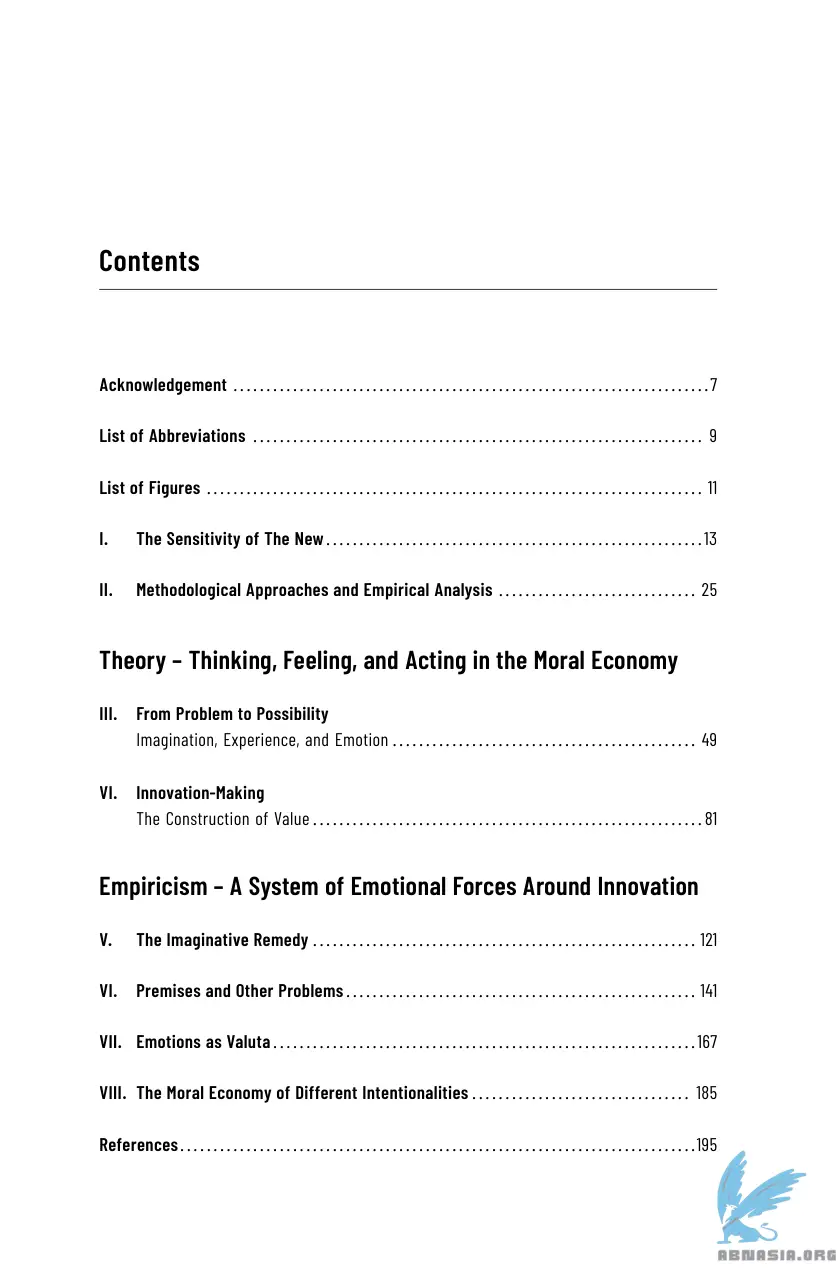 Contents
Acknowledgement ........................................................................7
List of Abbreviations .................................................................... 9
List of Figures ........................................................................... 11
I. The Sensitivity of The New.........................................................13
II. Methodological Approaches and Empirical Analysis .............................. 25
Theory – Thinking, Feeling, and Acting in the Moral Economy
III. From Problem to Possibility
Imagination, Experience, and Emotion .............................................. 49
VI. Innovation-Making
The Construction of Value...........................................................81
Empiricism – A System of Emotional Forces Around Innovation
V. The Imaginative Remedy .......................................................... 121
VI. Premises and Other Problems..................................................... 141
VII. Emotions as Valuta................................................................167
VIII. The Moral Economy of Different Intentionalities ................................. 185
References..............................................................................195
ABNASIA.ORG